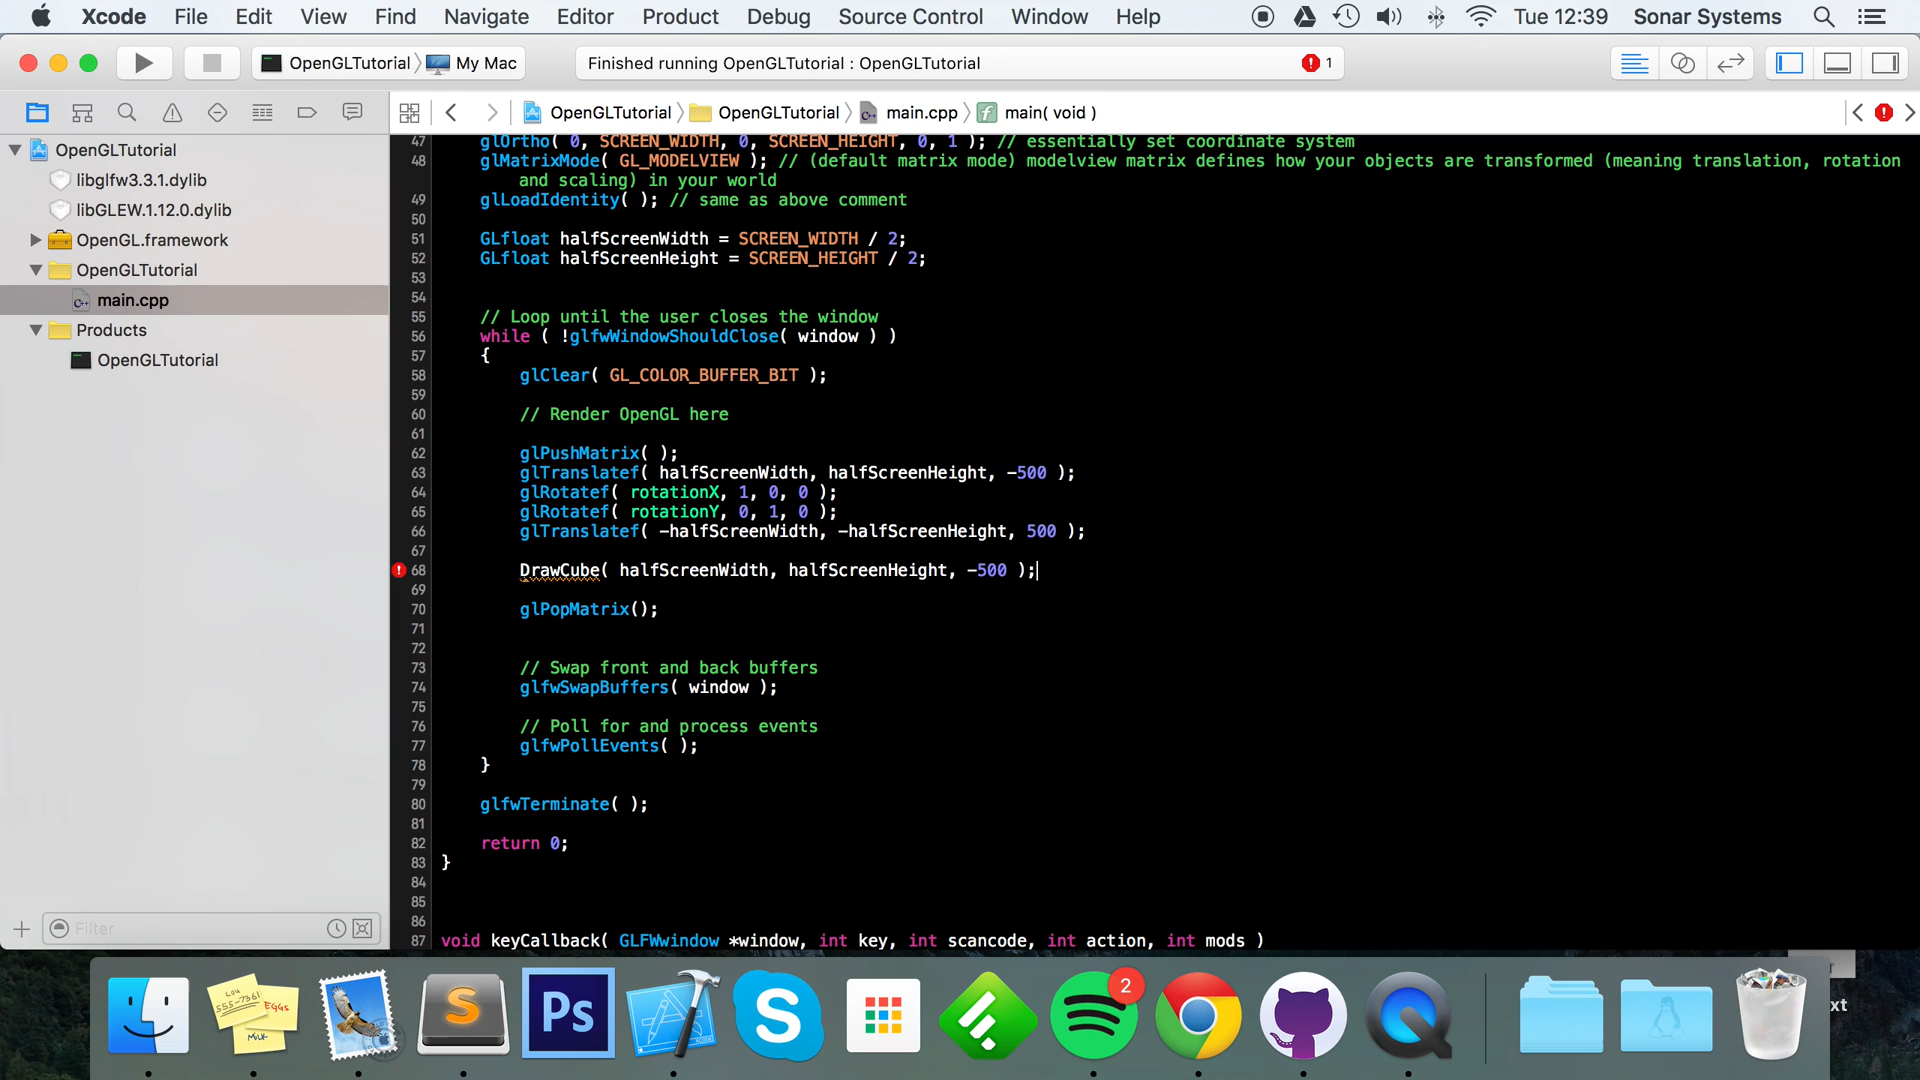 Xcode File Edit View Find Navigate Editor Product Debug Source Control Window Help Tue 12:39 Sonar Systems
OpenGLTutorial My Mac Finished running OpenGLTutorial : OpenGLTutorial 1
OpenGLTutorial OpenGLTutorial main.cpp main( void )
OpenGLTutorial
libglfw3.3.1.dylib
libGLEW.1.12.0.dylib
OpenGL.framework
OpenGLTutorial
main.cpp
Products
OpenGLTutorial
Filter
47 glOrtho( 0, SCREEN_WIDTH, 0, SCREEN_HEIGHT, 0, 1 ); // essentially set coordinate system
48 glMatrixMode( GL_MODELVIEW ); // (default matrix mode) modelview matrix defines how your objects are transformed (meaning translation, rotation
and scaling) in your world
49 glLoadIdentity( ); // same as above comment
50
51 GLfloat halfScreenWidth = SCREEN_WIDTH / 2;
52 GLfloat halfScreenHeight = SCREEN_HEIGHT / 2;
53
54
55 // Loop until the user closes the window
56 while ( !glfwWindowShouldClose( window ) )
57 {
58 glClear( GL_COLOR_BUFFER_BIT );
59
60 // Render OpenGL here
61
62 glPushMatrix( );
63 glTranslatef( halfScreenWidth, halfScreenHeight, -500 );
64 glRotatef( rotationX, 1, 0, 0 );
65 glRotatef( rotationY, 0, 1, 0 );
66 glTranslatef( -halfScreenWidth, -halfScreenHeight, 500 );
67
68 DrawCube( halfScreenWidth, halfScreenHeight, -500 );
69
70 glPopMatrix();
71
72
73 // Swap front and back buffers
74 glfwSwapBuffers( window );
75
76 // Poll for and process events
77 glfwPollEvents( );
78 }
79
80 glfwTerminate( );
81
82 return 0;
83 }
84
85
86
87 void keyCallback( GLFWwindow *window, int key, int scancode, int action, int mods )
Lou
555-7361
EGGS
MILK
S
Ps
S
2
xt